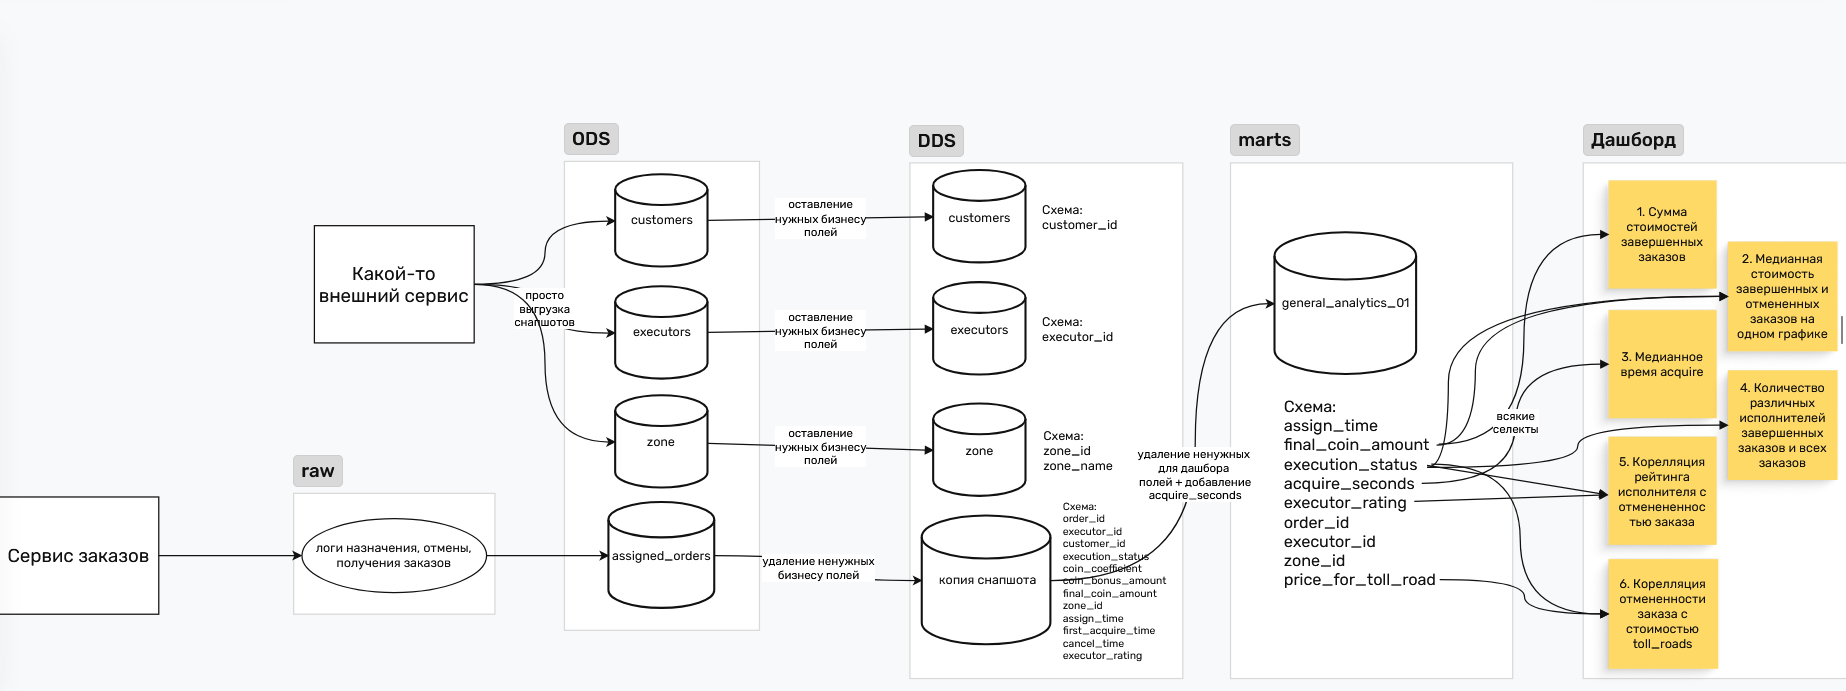 Сервис заказов
raw
логи назначения, отмены,
получения заказов
Какой-то
внешний сервис
просто
выгрузка
снапшотов
ODS
customers
executors
zone
assigned_orders
оставление
нужных бизнесу
полей
оставление
нужных бизнесу
полей
оставление
нужных бизнесу
полей
удаление ненужных
бизнесу полей
DDS
customers
Схема:
customer_id
executors
Схема:
executor_id
zone
Схема:
zone_id
zone_name
копия снапшота
Схема:
order_id
executor_id
customer_id
execution_status
coin_coefficient
coin_bonus_amount
final_coin_amount
zone_id
assign_time
first_acquire_time
cancel_time
executor_rating
удаление ненужных
для дашборда
полей + добавление
acquire_seconds
marts
general_analytics_01
Схема:
assign_time
final_coin_amount
execution_status
acquire_seconds
executor_rating
order_id
executor_id
zone_id
price_for_toll_road
всякие
селекты
Дашборд
1. Сумма
стоимостей
завершенных
заказов
2. Медианная
стоимость
завершенных и
отмененных
заказов на
одном графике
3. Медианное
время acquire
4. Количество
различных
исполнителей
завершенных
заказов и всех
заказов
5. Корелляция
рейтинга
исполнителя с
отмененнос
тью заказа
6. Корелляция
отмененности
заказа с
стоимостью
toll_roads